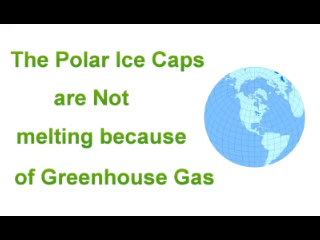 The Polar Ice Caps
are Not
melting because
of Greenhouse Gas